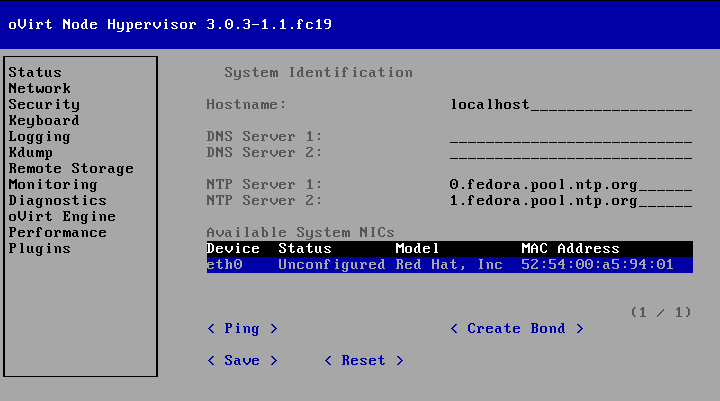 oVirt Node Hypervisor 3.0.3-1.1.fc19
Status
Network
Security
Keyboard
Logging
Kdump
Remote Storage
Monitoring
Diagnostics
oVirt Engine
Performance
Plugins
System Identification
Hostname: localhost__________________
DNS Server 1: ___________________________
DNS Server 2: ___________________________
NTP Server 1: 0.fedora.pool.ntp.org______
NTP Server 2: 1.fedora.pool.ntp.org______
Available System NICs
Device Status Model MAC Address
eth0 Unconfigured Red Hat, Inc 52:54:00:a5:94:01
(1 / 1)
< Ping > < Create Bond >
< Save > < Reset >